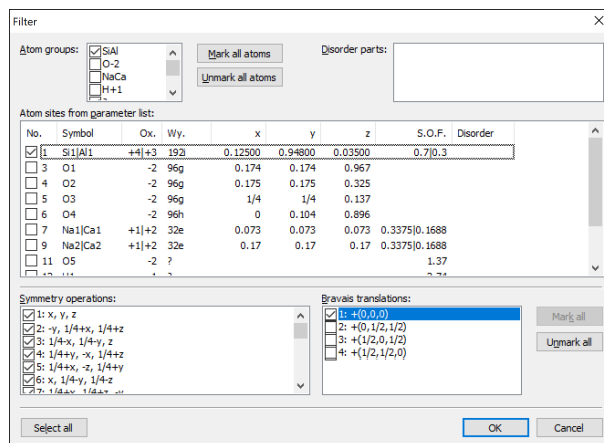 Filter
Atom groups:
SiAl
O-2
NaCa
H+1
Mark all atoms
Unmark all atoms
Disorder parts:
Atom sites from parameter list:
No. Symbol Ox. Wy. x y z S.O.F. Disorder
1 Si1|Al1 +4|+3 192i 0.12500 0.94800 0.03500 0.7|0.3
3 O1 -2 96g 0.174 0.174 0.967
4 O2 -2 96g 0.175 0.175 0.325
5 O3 -2 96g 1/4 1/4 0.137
6 O4 -2 96h 0 0.104 0.896
7 Na1|Ca1 +1|+2 32e 0.073 0.073 0.073 0.3375|0.1688
9 Na2|Ca2 +1|+2 32e 0.17 0.17 0.17 0.3375|0.1688
11 O5 -2 ? 1.37
Symmetry operations:
1: x, y, z
2: -y, 1/4+x, 1/4+z
3: 1/4-x, 1/4-y, z
4: 1/4+y, -x, 1/4+z
5: 1/4+x, -z, 1/4+y
6: x, 1/4-y, 1/4-z
7: 1/4+x, 1/4+z, -y
Bravais translations:
1: +(0,0,0)
2: +(0,1/2,1/2)
3: +(1/2,0,1/2)
4: +(1/2,1/2,0)
Mark all
Unmark all
Select all
OK
Cancel